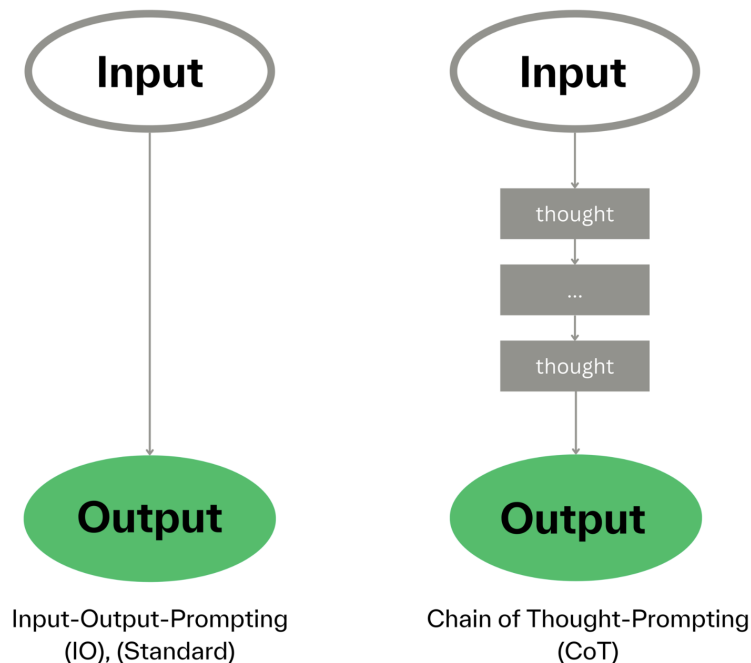 Input
Output
Input-Output-Prompting
(IO), (Standard)
Input
thought
...
thought
Output
Chain of Thought-Prompting
(CoT)